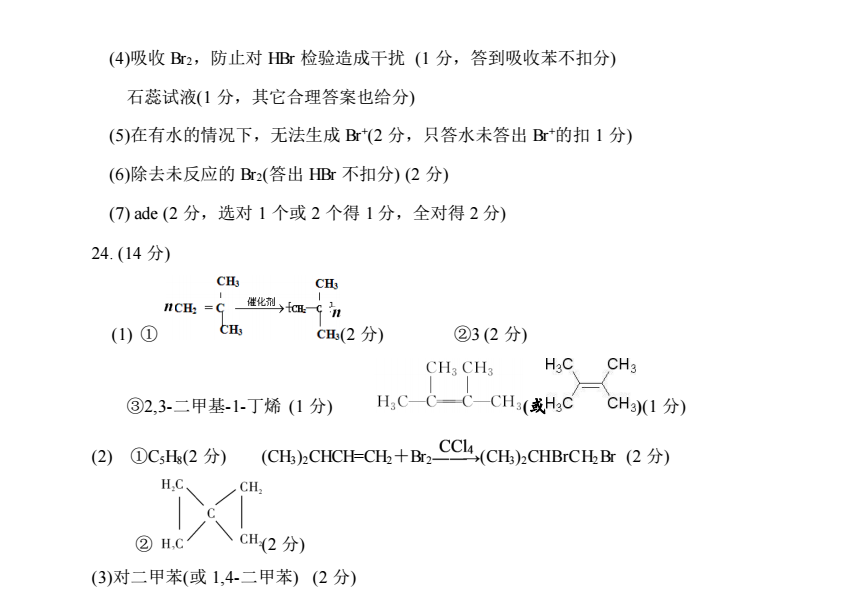 (4)吸收 Br₂，防止对 HBr 检验造成干扰 (1 分，答到吸收苯不扣分)
石蕊试液(1 分，其它合理答案也给分)
(5)在有水的情况下，无法生成 Br⁺(2 分，只答水未答出 Br⁺的扣 1 分)
(6)除去未反应的 Br₂(答出 HBr 不扣分) (2 分)
(7) ade (2 分，选对 1 个或 2 个得 1 分，全对得 2 分)
24. (14 分)
CH₃ CH₃
nCH₂ =C 催化剂 →[CH₂—C ]n
(1) ① CH₃ CH₃(2 分) ②3 (2 分)
CH₃ CH₃ H₃C CH₃
③2,3-二甲基-1-丁烯 (1 分) H₃C—C=C—CH₃(或H₃C CH₃)(1 分)
(2) ①C₅H₈(2 分) (CH₃)₂CHCH=CH₂＋Br₂ CCl₄→(CH₃)₂CHBrCH₂Br (2 分)
H₂C CH₂
C
② H₂C CH₂(2 分)
(3)对二甲苯(或 1,4-二甲苯) (2 分)